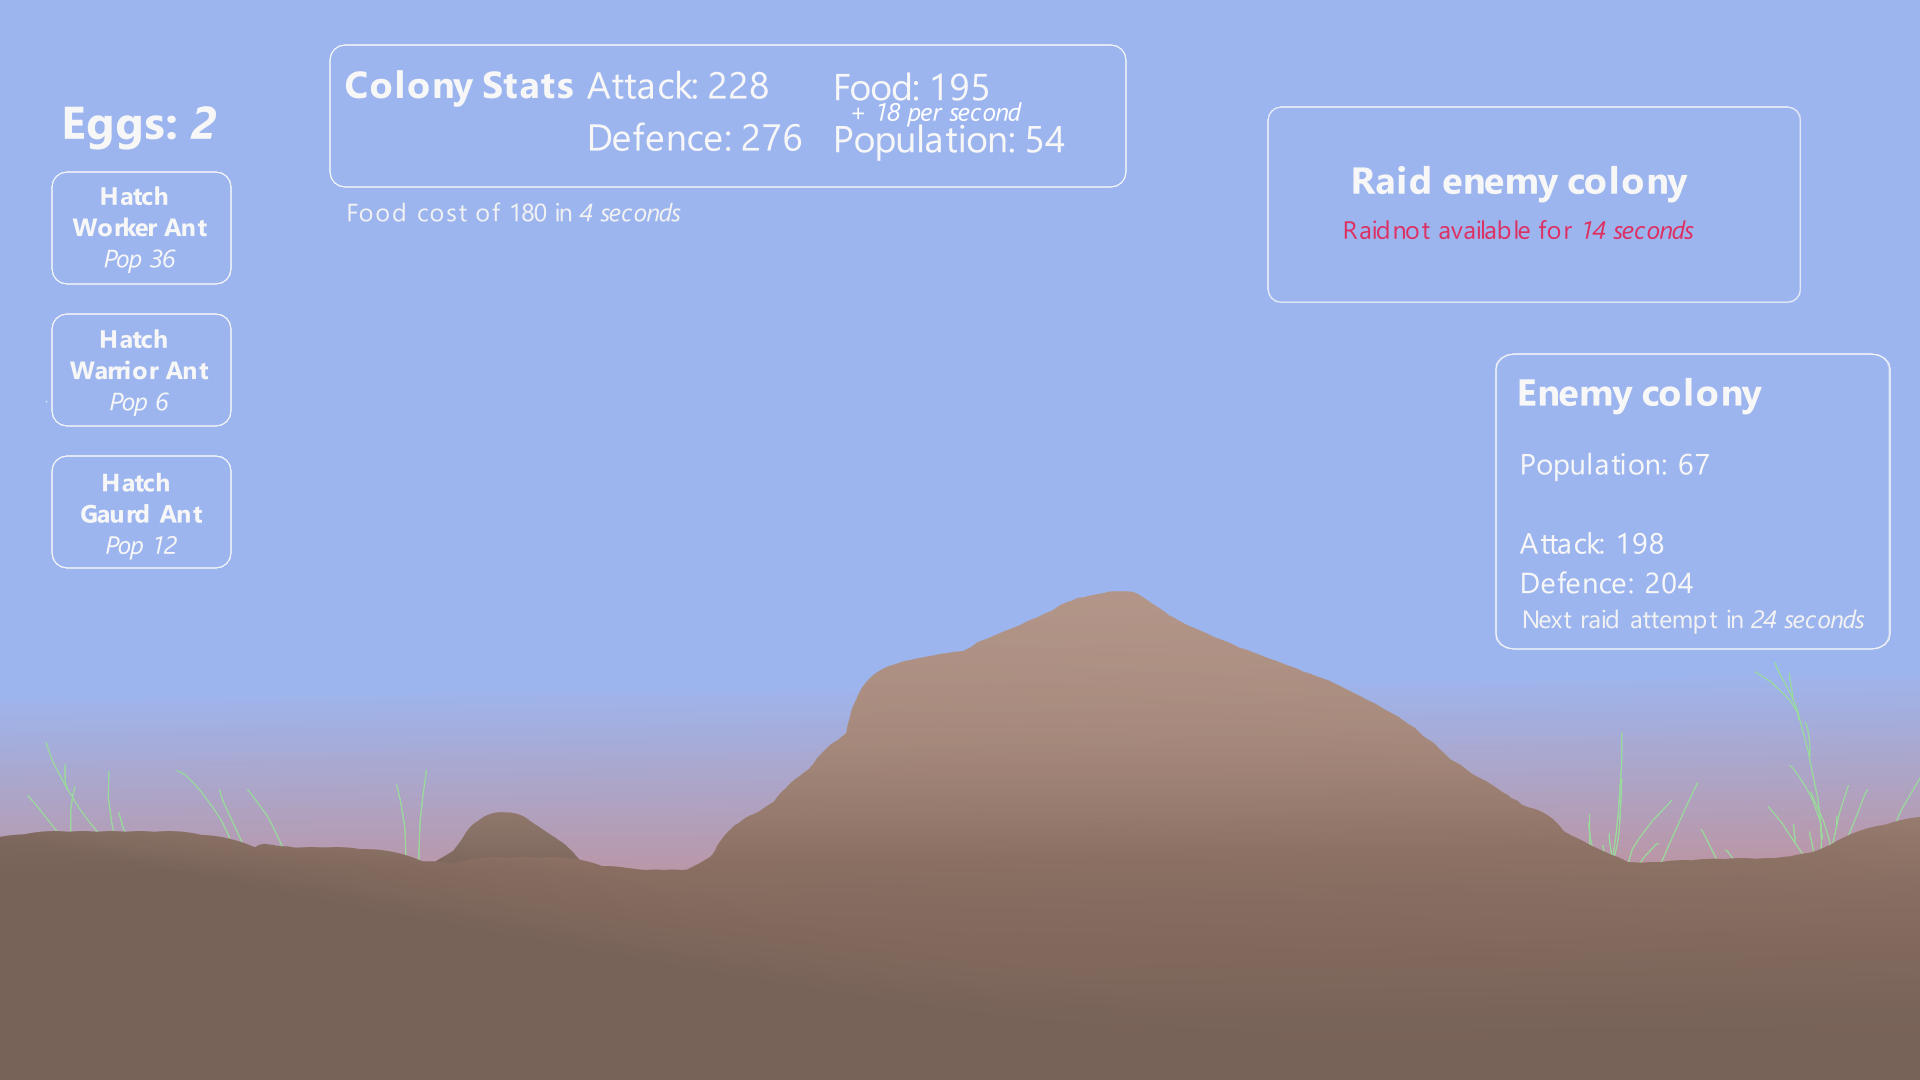 Eggs: 2
Hatch
Worker Ant
Pop 36
Hatch
Warrior Ant
Pop 6
Hatch
Gaurd Ant
Pop 12
Colony Stats
Attack: 228
Defence: 276
Food: 195
+ 18 per second
Population: 54
Food cost of 180 in 4 seconds
Raid enemy colony
Raid not available for 14 seconds
Enemy colony
Population: 67
Attack: 198
Defence: 204
Next raid attempt in 24 seconds